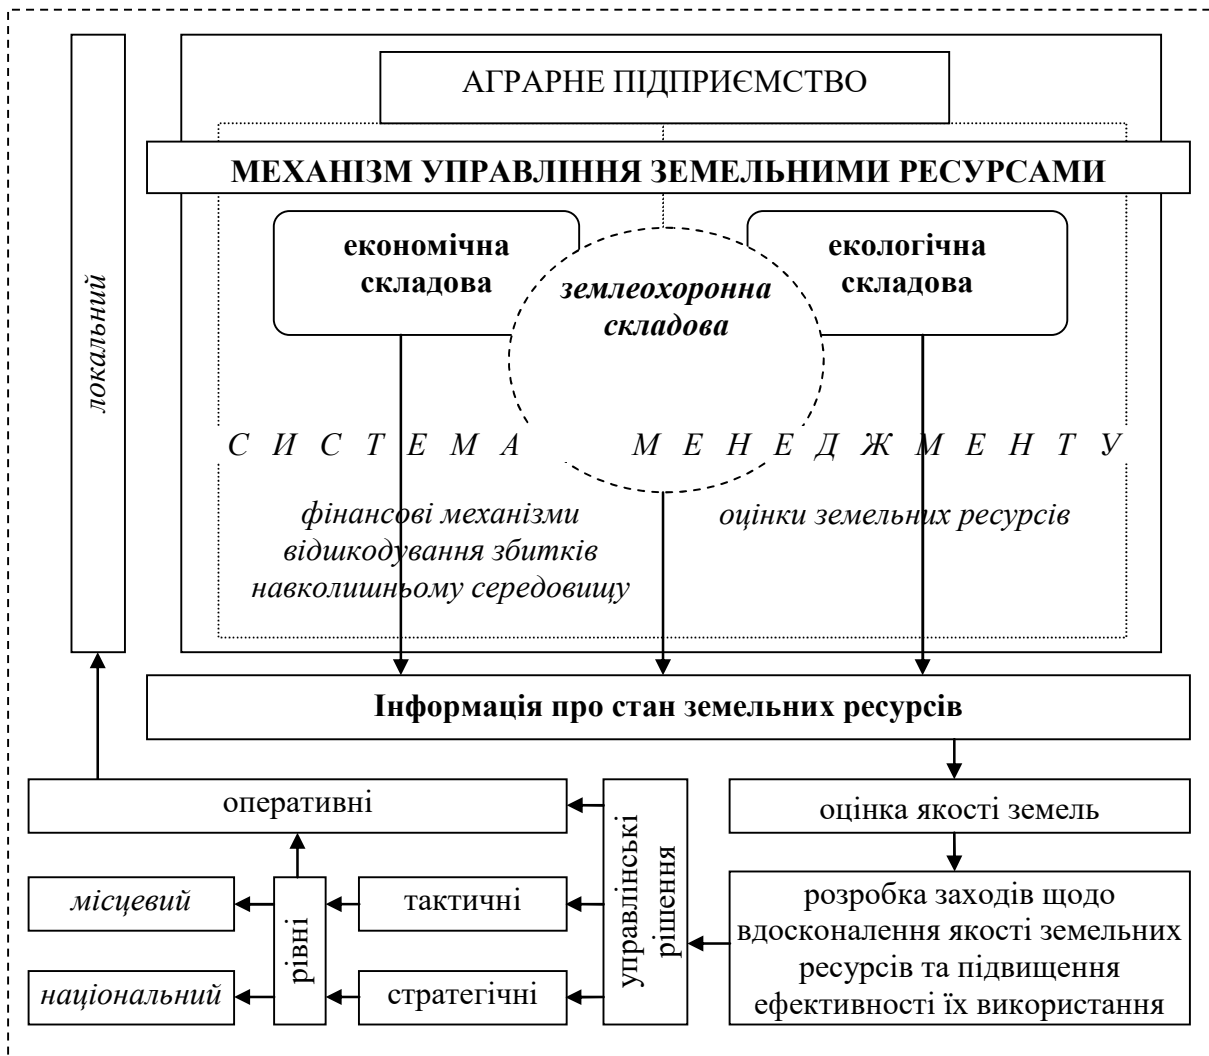 АГРАРНЕ ПІДПРИЄМСТВО
МЕХАНІЗМ УПРАВЛІННЯ ЗЕМЕЛЬНИМИ РЕСУРСАМИ
локальний
економічна
складова
землеохоронна
складова
екологічна
складова
СИСТЕМА МЕНЕДЖМЕНТУ
фінансові механізми
відшкодування збитків
навколишньому середовищу
оцінки земельних ресурсів
Інформація про стан земельних ресурсів
оперативні
місцевий
національний
рівні
тактичні
стратегічні
управлінські
рішення
оцінка якості земель
розробка заходів щодо
вдосконалення якості земельних
ресурсів та підвищення
ефективності їх використання